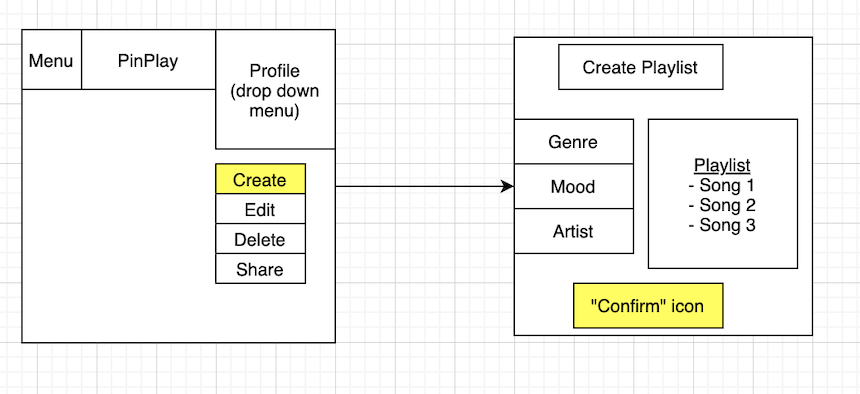 Menu
PinPlay
Profile
(drop down
menu)
Create
Edit
Delete
Share
Create Playlist
Genre
Mood
Artist
Playlist
- Song 1
- Song 2
- Song 3
"Confirm" icon